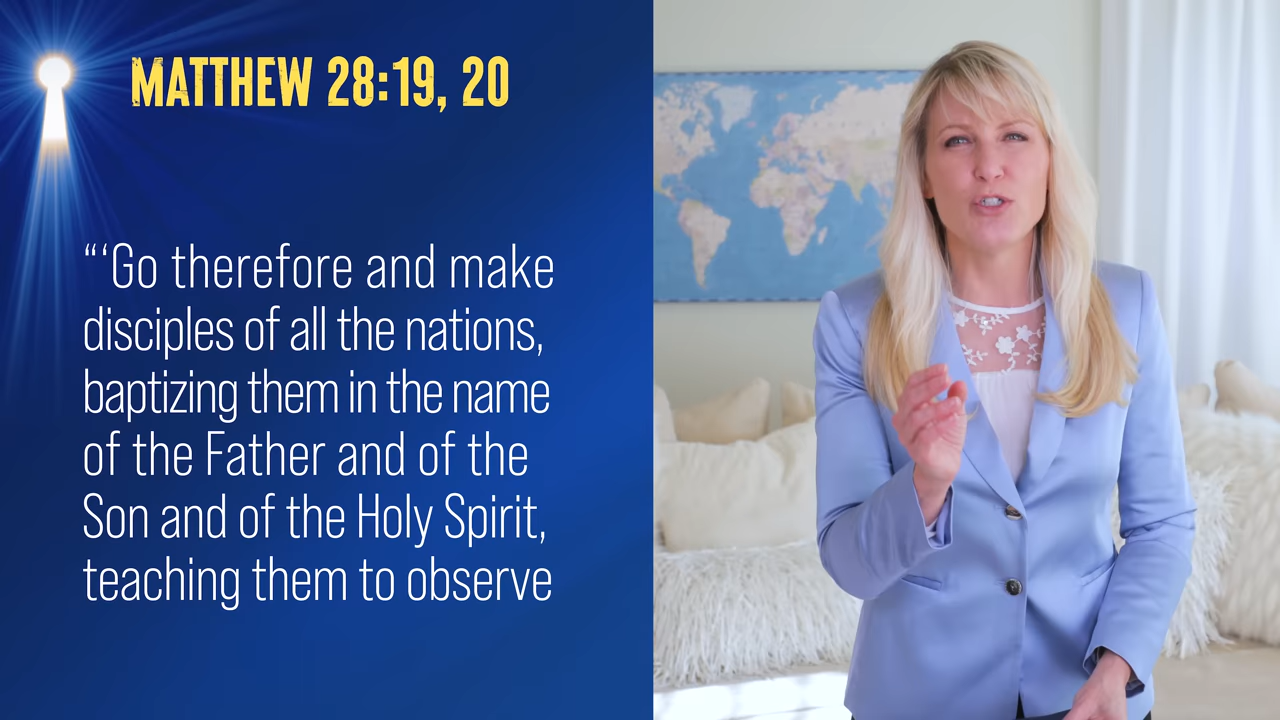 MATTHEW 28:19, 20
“‘Go therefore and make
disciples of all the nations,
baptizing them in the name
of the Father and of the
Son and of the Holy Spirit,
teaching them to observe